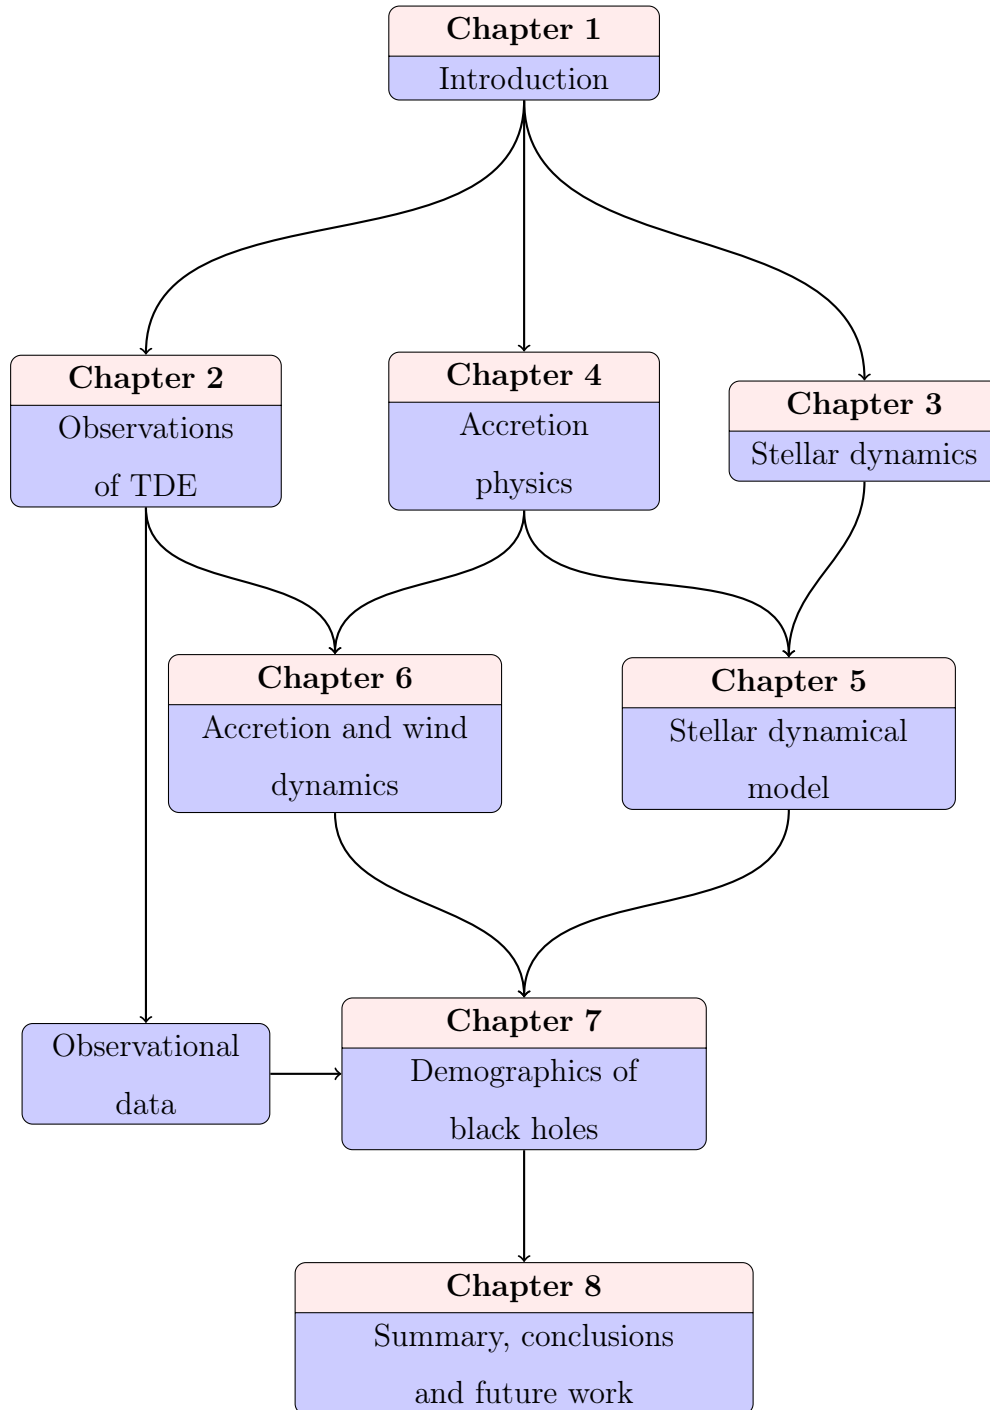 Chapter 1
Introduction
Chapter 2
Observations
of TDE
Chapter 4
Accretion
physics
Chapter 3
Stellar dynamics
Chapter 6
Accretion and wind
dynamics
Chapter 5
Stellar dynamical
model
Observational
data
Chapter 7
Demographics of
black holes
Chapter 8
Summary, conclusions
and future work